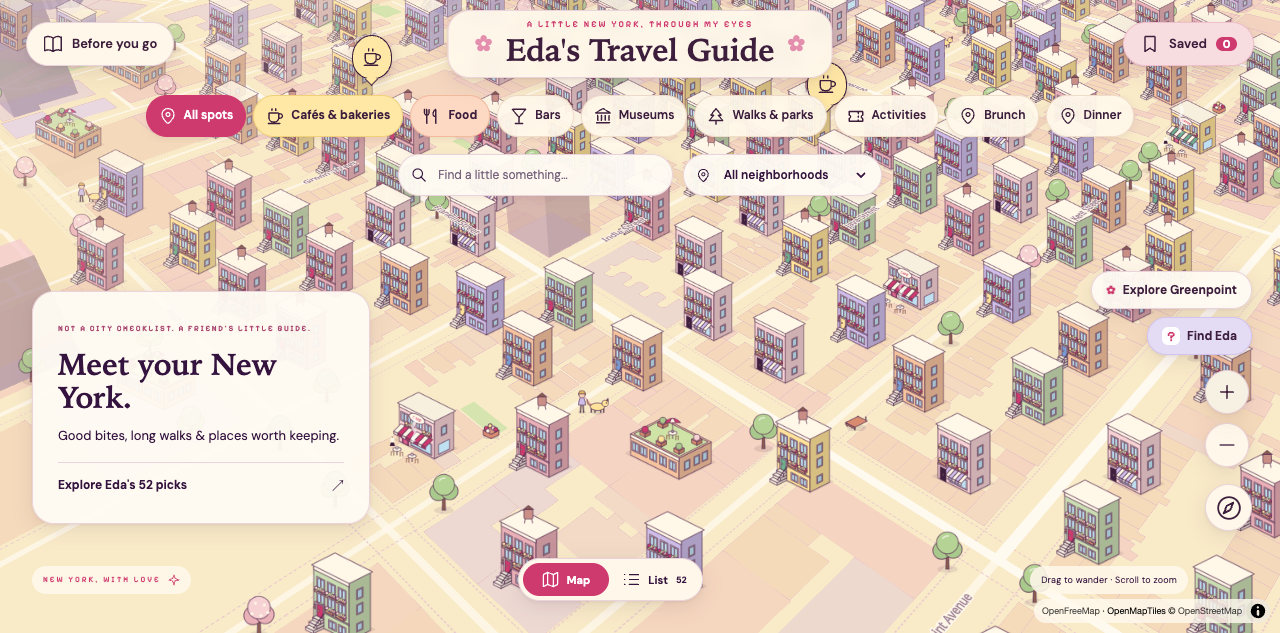 A LITTLE NEW YORK, THROUGH MY EYES
Eda's Travel Guide
Before you go
Saved 0
All spots
Cafés & bakeries
Food
Bars
Museums
Walks & parks
Activities
Brunch
Dinner
Find a little something...
All neighborhoods
Explore Greenpoint
Find Eda
NOT A CITY CHECKLIST. A FRIEND'S LITTLE GUIDE.
Meet your New
York.
Good bites, long walks & places worth keeping.
Explore Eda's 52 picks
NEW YORK, WITH LOVE
Map
List 52
Drag to wander · Scroll to zoom
OpenFreeMap · OpenMapTiles © OpenStreetMap
Avenue